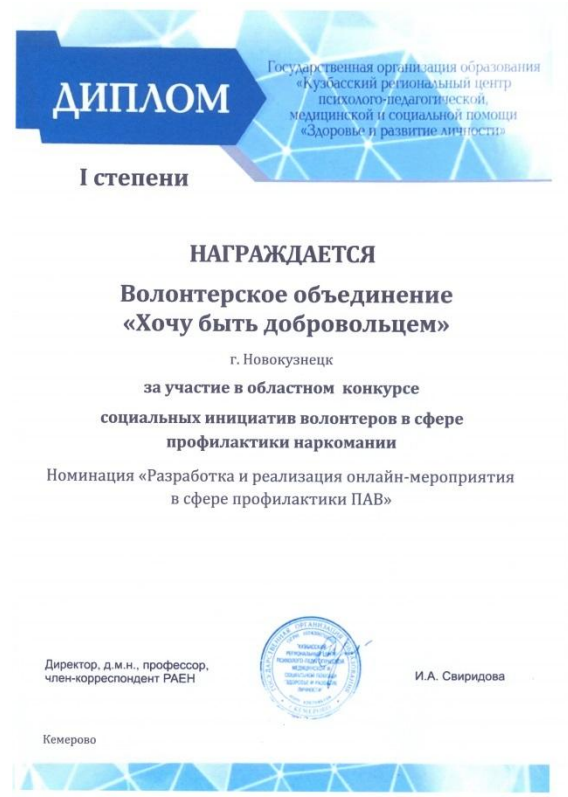 ДИПЛОМ
Государственная организация образования
«Кузбасский региональный центр
психолого-педагогической,
медицинской и социальной помощи
«Здоровье и развитие личности»
I степени
НАГРАЖДАЕТСЯ
Волонтерское объединение
«Хочу быть добровольцем»
г. Новокузнецк
за участие в областном конкурсе
социальных инициатив волонтеров в сфере
профилактики наркомании
Номинация «Разработка и реализация онлайн-мероприятия
в сфере профилактики ПАВ»
Директор, д.м.н., профессор,
член-корреспондент РАЕН
И.А. Свиридова
Кемерово